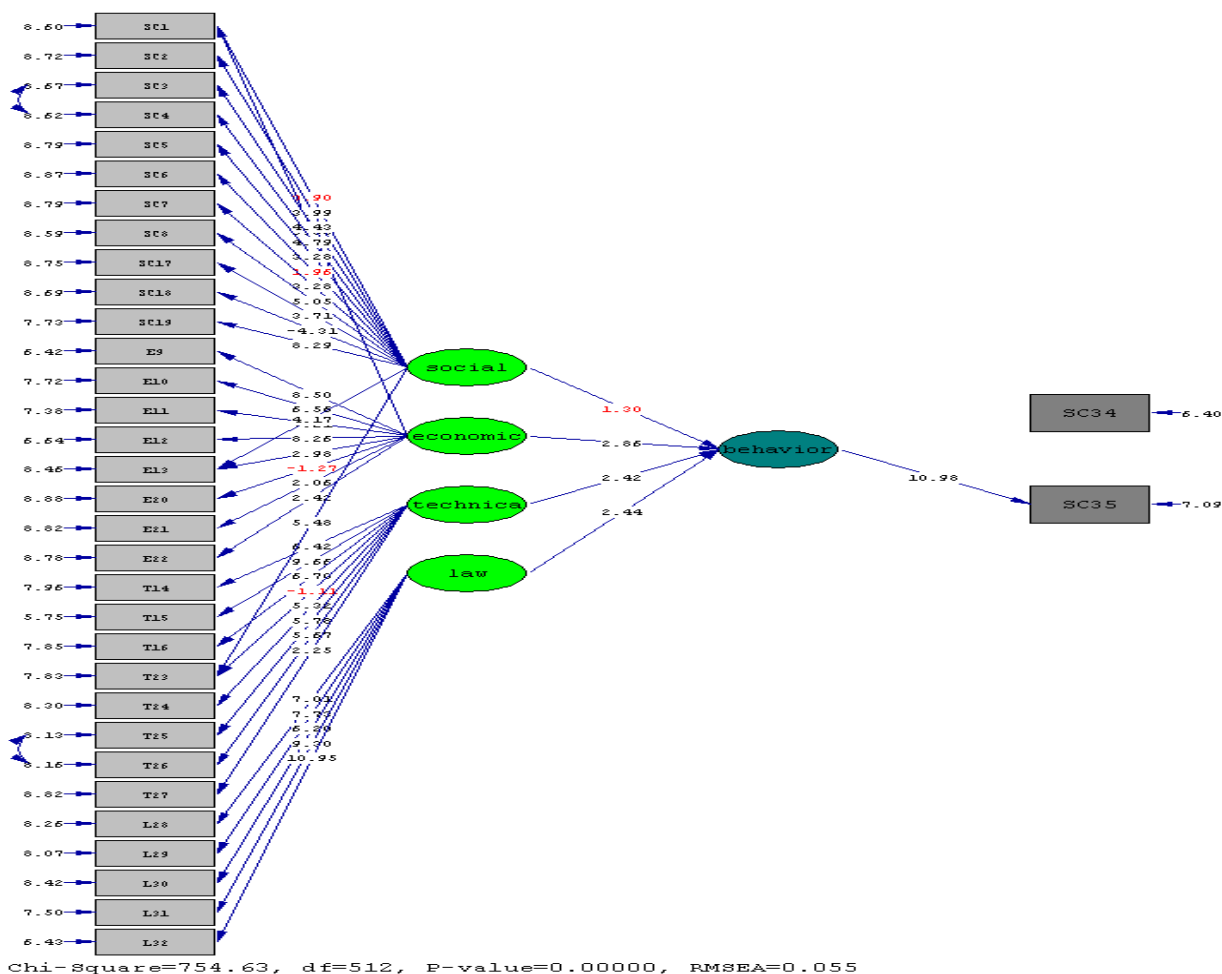 8.60 SC1
8.72 SC2
8.67 SC3
8.62 SC4
8.79 SC5
8.87 SC6
8.79 SC7
8.59 SC8
8.75 SC17
8.69 SC18
7.73 SC19
6.42 E9
7.72 E10
7.38 E11
6.64 E12
8.46 E13
8.88 E20
8.82 E21
8.78 E22
7.96 T14
5.75 T15
7.85 T16
7.83 T23
8.30 T24
8.13 T25
8.16 T26
8.82 T27
8.26 L28
8.07 L29
8.42 L30
7.50 L31
6.43 L32
3.99
4.43
4.79
3.28
1.96
3.28
5.05
3.71
-4.31
8.29
8.50
6.56
4.17
8.26
2.98
-1.27
2.06
2.42
5.48
6.42
9.66
6.70
-1.11
5.32
5.78
5.67
2.25
7.01
7.73
6.20
9.30
10.95
social
economic
technica
law
1.30
2.86
2.42
2.44
behavior
10.98
SC34 6.40
SC35 7.09
Chi-Square=754.63, df=512, P-value=0.00000, RMSEA=0.055